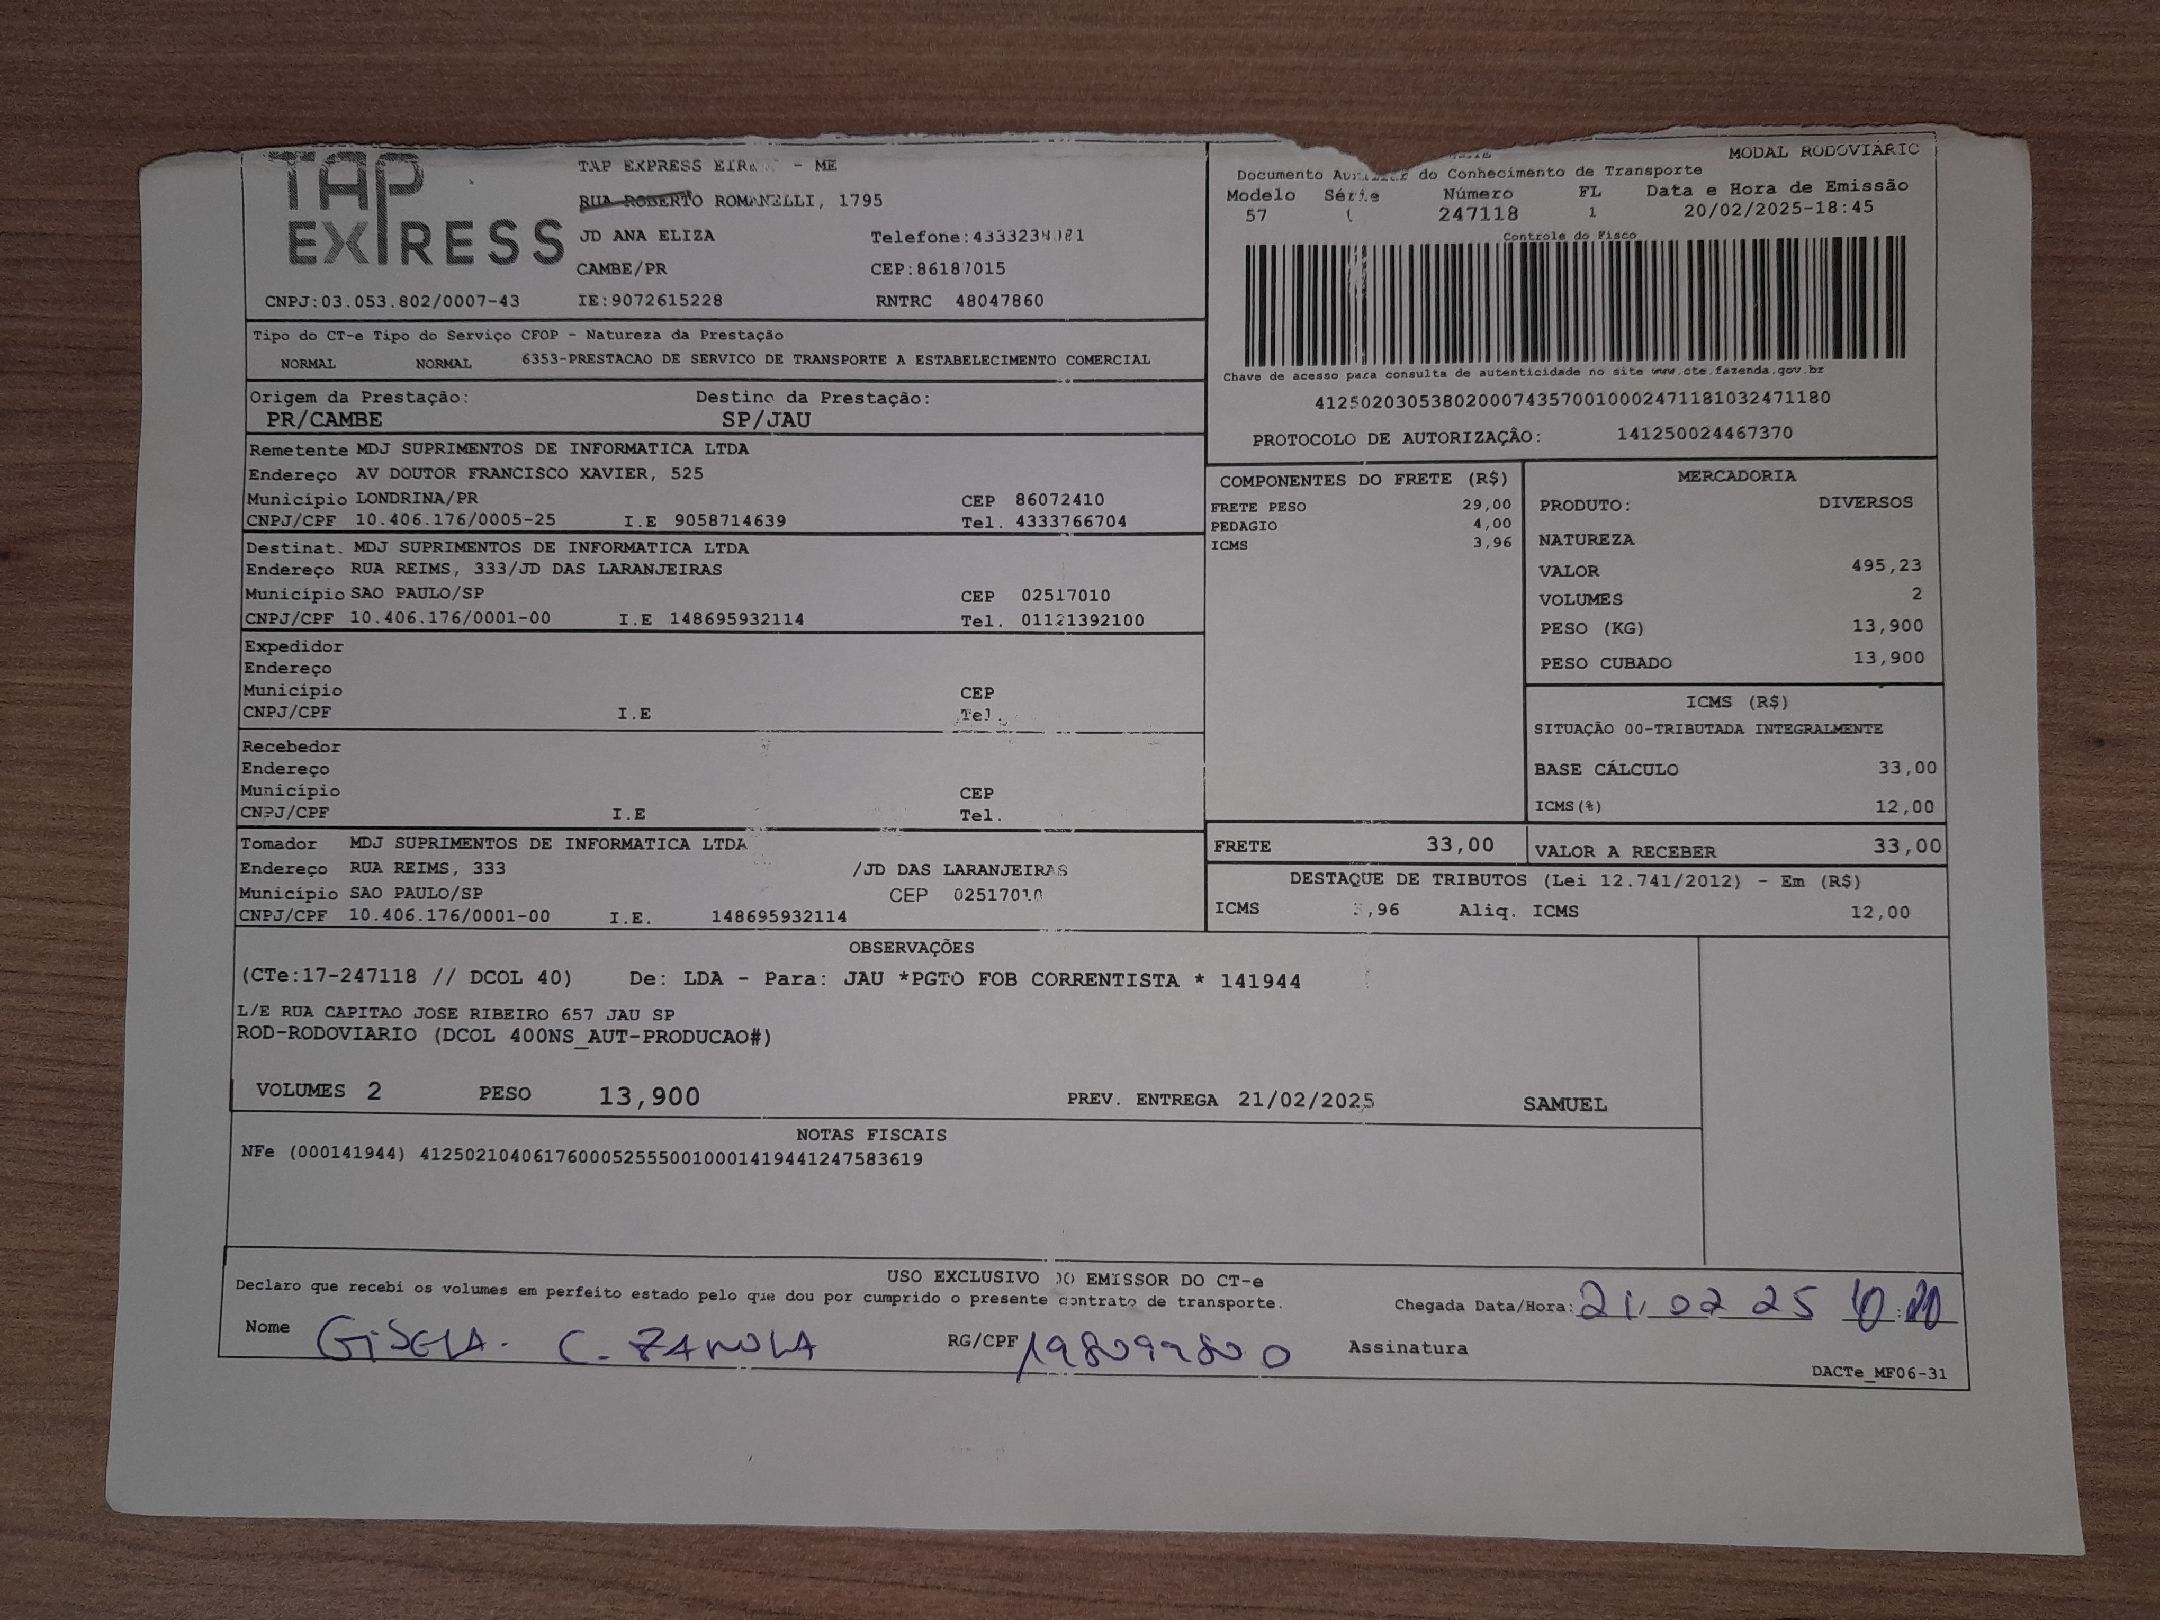 TAP EXPRESS
TAP EXPRESS - ME
RUA ROBERTO ROMANELLI, 1795
JD ANA ELIZA Telefone:
CAMBE/PR CEP:86187015
CNPJ:03.053.802/0007-43 IE:9072615228 RNTRC 48047860
MODAL RODOVIÁRIO
Documento do Conhecimento de Transporte
Modelo Série Número FL Data e Hora de Emissão
57 247118 1 20/02/2025-18:45
Controle do Fisco
Chave de acesso para consulta de autenticidade no site www.cte.fazenda.gov.br
41250203053802000743570010002471181032471180
PROTOCOLO DE AUTORIZAÇÃO: 141250024467370
Tipo do CT-e Tipo do Serviço CFOP - Natureza da Prestação
NORMAL NORMAL 6353-PRESTACAO DE SERVICO DE TRANSPORTE A ESTABELECIMENTO COMERCIAL
Origem da Prestação: Destino da Prestação:
PR/CAMBE SP/JAU
Remetente MDJ SUPRIMENTOS DE INFORMATICA LTDA
Endereço AV DOUTOR FRANCISCO XAVIER, 525
Município LONDRINA/PR CEP 86072410
CNPJ/CPF 10.406.176/0005-25 I.E 9058714639 Tel. 4333766704
Destinat. MDJ SUPRIMENTOS DE INFORMATICA LTDA
Endereço RUA REIMS, 333/JD DAS LARANJEIRAS
Município SAO PAULO/SP CEP 02517010
CNPJ/CPF 10.406.176/0001-00 I.E 148695932114 Tel. 01121392100
Expedidor
Endereço
Município CEP
CNPJ/CPF I.E Tel.
Recebedor
Endereço
Município CEP
CNPJ/CPF I.E Tel.
Tomador MDJ SUPRIMENTOS DE INFORMATICA LTDA
Endereço RUA REIMS, 333 /JD DAS LARANJEIRAS
Município SAO PAULO/SP CEP 02517010
CNPJ/CPF 10.406.176/0001-00 I.E. 148695932114
COMPONENTES DO FRETE (R$)
FRETE PESO 29,00
PEDAGIO 4,00
ICMS 3,96
MERCADORIA
PRODUTO: DIVERSOS
NATUREZA
VALOR 495,23
VOLUMES 2
PESO (KG) 13,900
PESO CUBADO 13,900
ICMS (R$)
SITUAÇÃO 00-TRIBUTADA INTEGRALMENTE
BASE CÁLCULO 33,00
ICMS(%) 12,00
FRETE 33,00 VALOR A RECEBER 33,00
DESTAQUE DE TRIBUTOS (Lei 12.741/2012) - Em (R$)
ICMS 3,96 Aliq. ICMS 12,00
OBSERVAÇÕES
(CTe:17-247118 // DCOL 40) De: LDA - Para: JAU *PGTO FOB CORRENTISTA * 141944
L/E RUA CAPITAO JOSE RIBEIRO 657 JAU SP
ROD-RODOVIARIO (DCOL 400NS_AUT-PRODUCAO#)
VOLUMES 2 PESO 13,900 PREV. ENTREGA 21/02/2025 SAMUEL
NOTAS FISCAIS
NFe (000141944) 41250210406176000525550010001419441247583619
USO EXCLUSIVO DO EMISSOR DO CT-e
Declaro que recebi os volumes em perfeito estado pelo que dou por cumprido o presente contrato de transporte.
Chegada Data/Hora: 21/02 25 10:20
Nome GISELA. C. ZANOLA RG/CPF Assinatura
DACTe_MF06-31